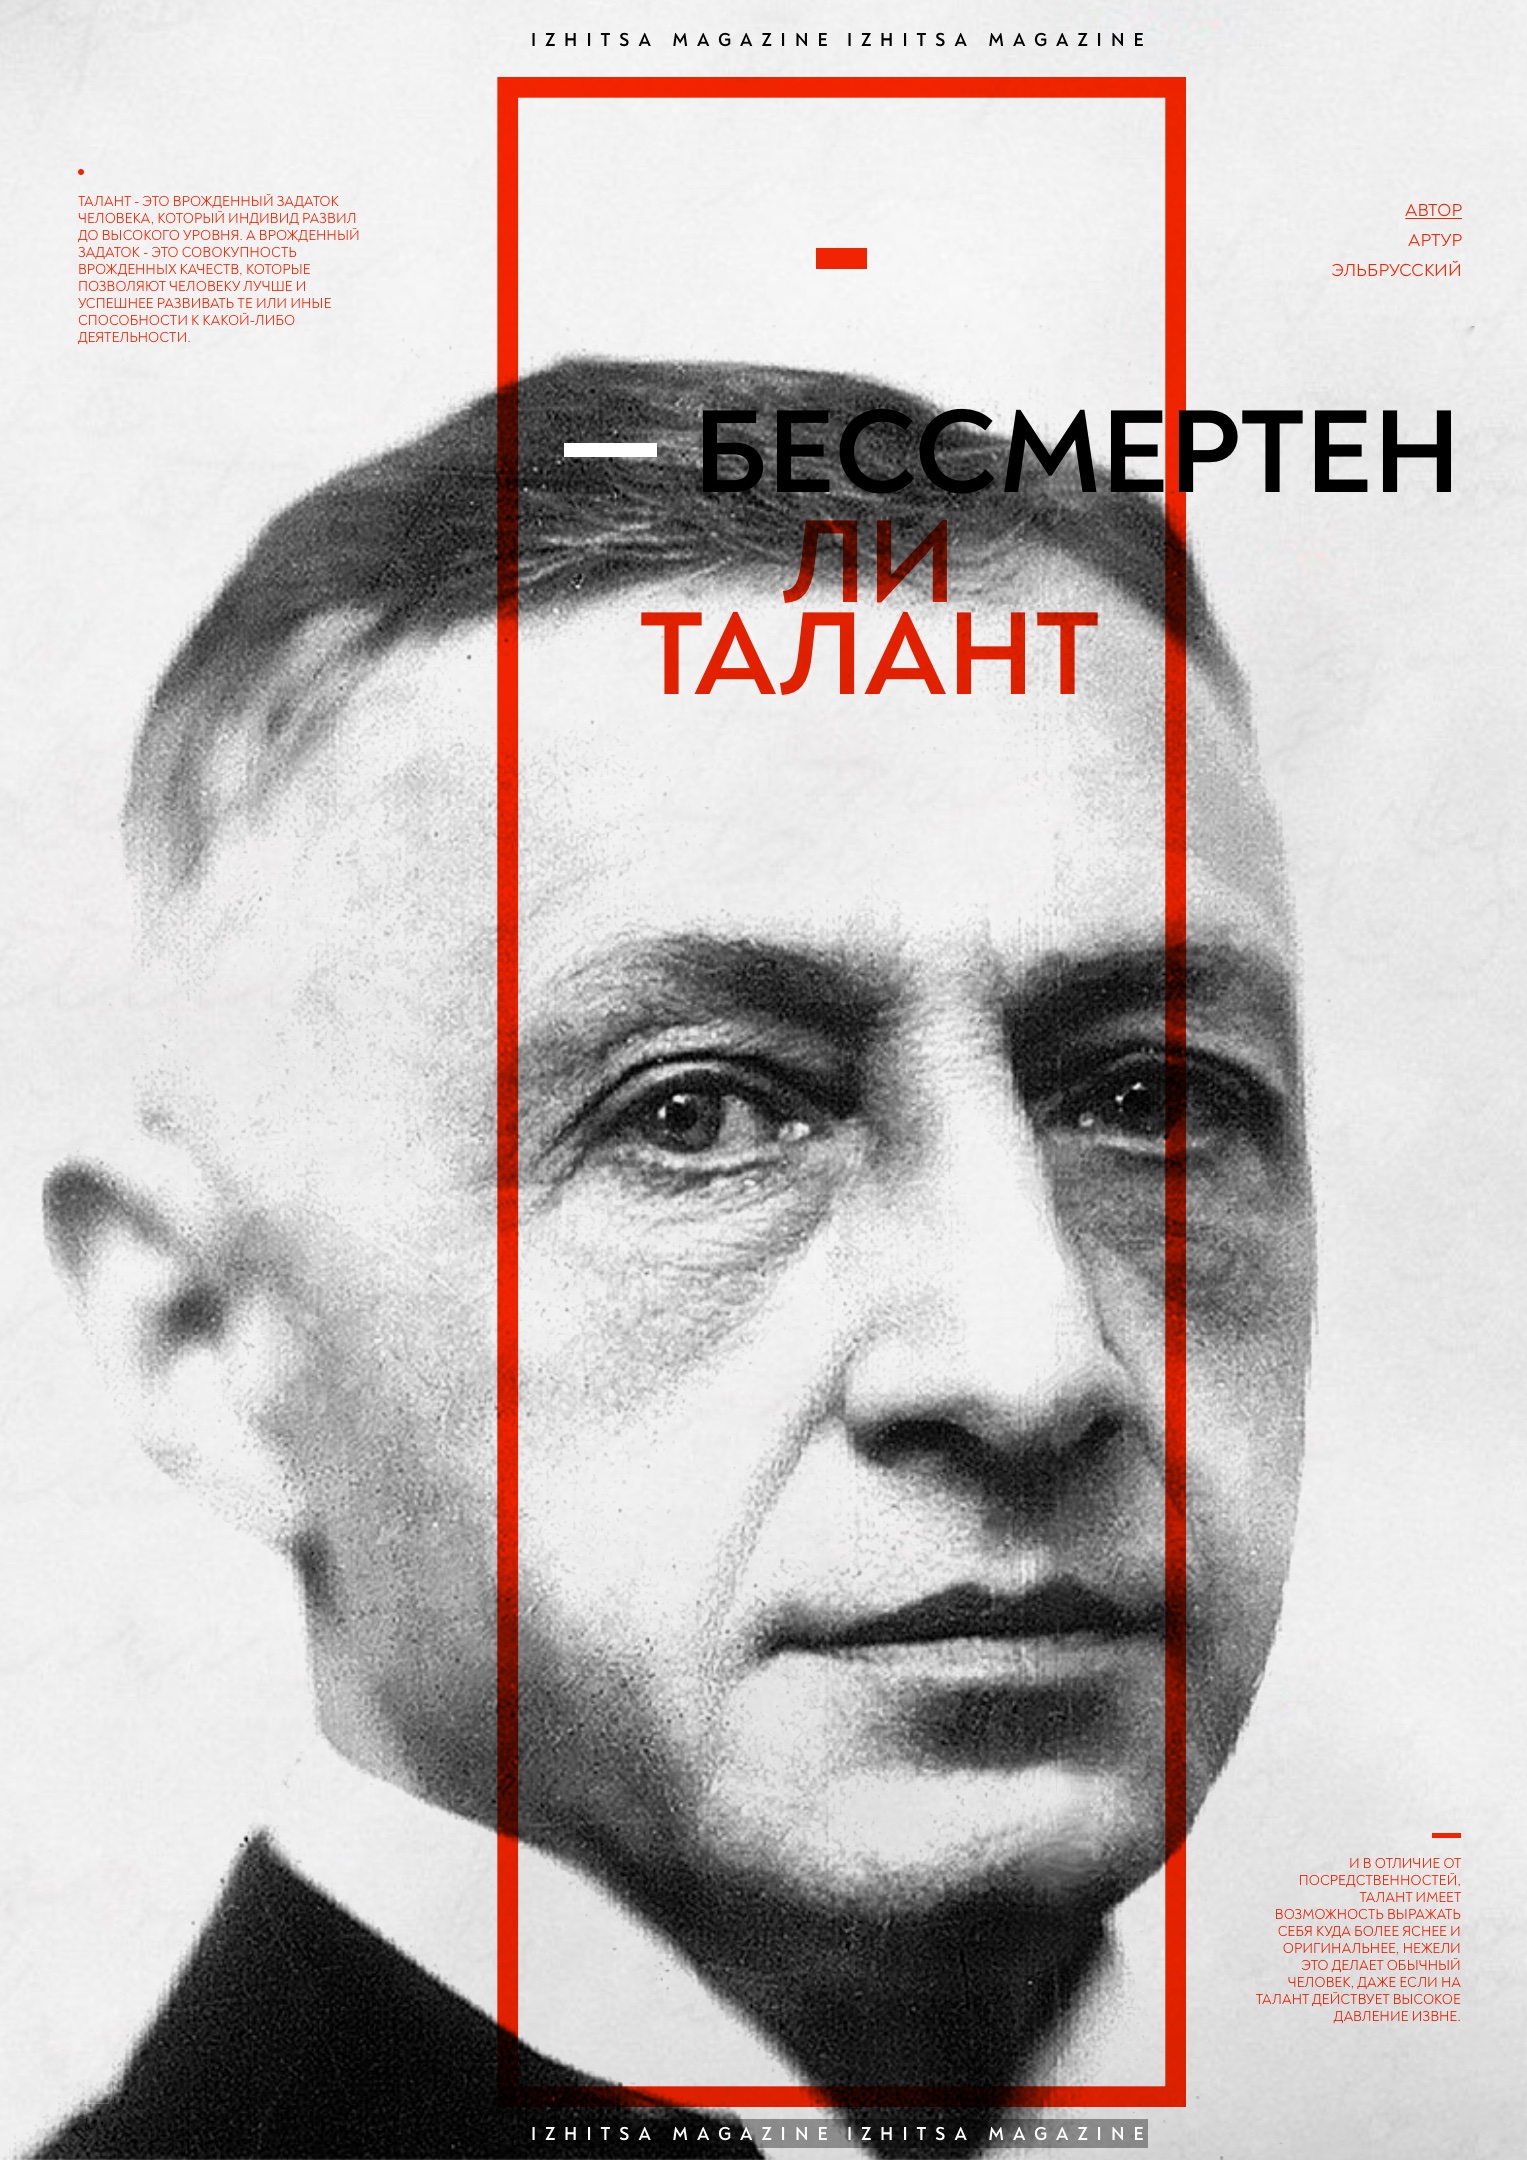 IZHITSA MAGAZINE IZHITSA MAGAZINE
ТАЛАНТ - ЭТО ВРОЖДЕННЫЙ ЗАДАТОК
ЧЕЛОВЕКА, КОТОРЫЙ ИНДИВИД РАЗВИЛ
ДО ВЫСОКОГО УРОВНЯ. А ВРОЖДЕННЫЙ
ЗАДАТОК - ЭТО СОВОКУПНОСТЬ
ВРОЖДЕННЫХ КАЧЕСТВ, КОТОРЫЕ
ПОЗВОЛЯЮТ ЧЕЛОВЕКУ ЛУЧШЕ И
УСПЕШНЕЕ РАЗВИВАТЬ ТЕ ИЛИ ИНЫЕ
СПОСОБНОСТИ К КАКОЙ-ЛИБО
ДЕЯТЕЛЬНОСТИ.
АВТОР
АРТУР
ЭЛЬБРУССКИЙ
БЕССМЕРТЕН
ЛИ
ТАЛАНТ
И В ОТЛИЧИЕ ОТ
ПОСРЕДСТВЕННОСТЕЙ,
ТАЛАНТ ИМЕЕТ
ВОЗМОЖНОСТЬ ВЫРАЖАТЬ
СЕБЯ КУДА БОЛЕЕ ЯСНЕЕ И
ОРИГИНАЛЬНЕЕ, НЕЖЕЛИ
ЭТО ДЕЛАЕТ ОБЫЧНЫЙ
ЧЕЛОВЕК, ДАЖЕ ЕСЛИ НА
ТАЛАНТ ДЕЙСТВУЕТ ВЫСОКОЕ
ДАВЛЕНИЕ ИЗВНЕ.
IZHITSA MAGAZINE IZHITSA MAGAZINE